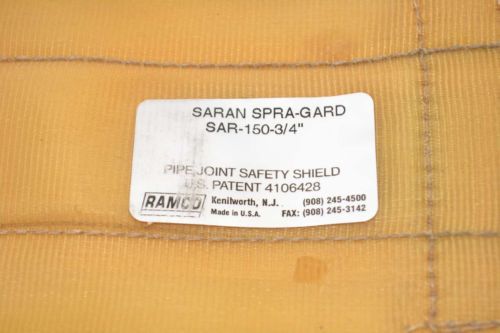 SARAN SPRA-GARD
SAR-150-3/4"
PIPE JOINT SAFETY SHIELD
U.S. PATENT 4106428
RAMCO Kenilworth, N.J. (908) 245-4500
Made in U.S.A. FAX: (908) 245-3142